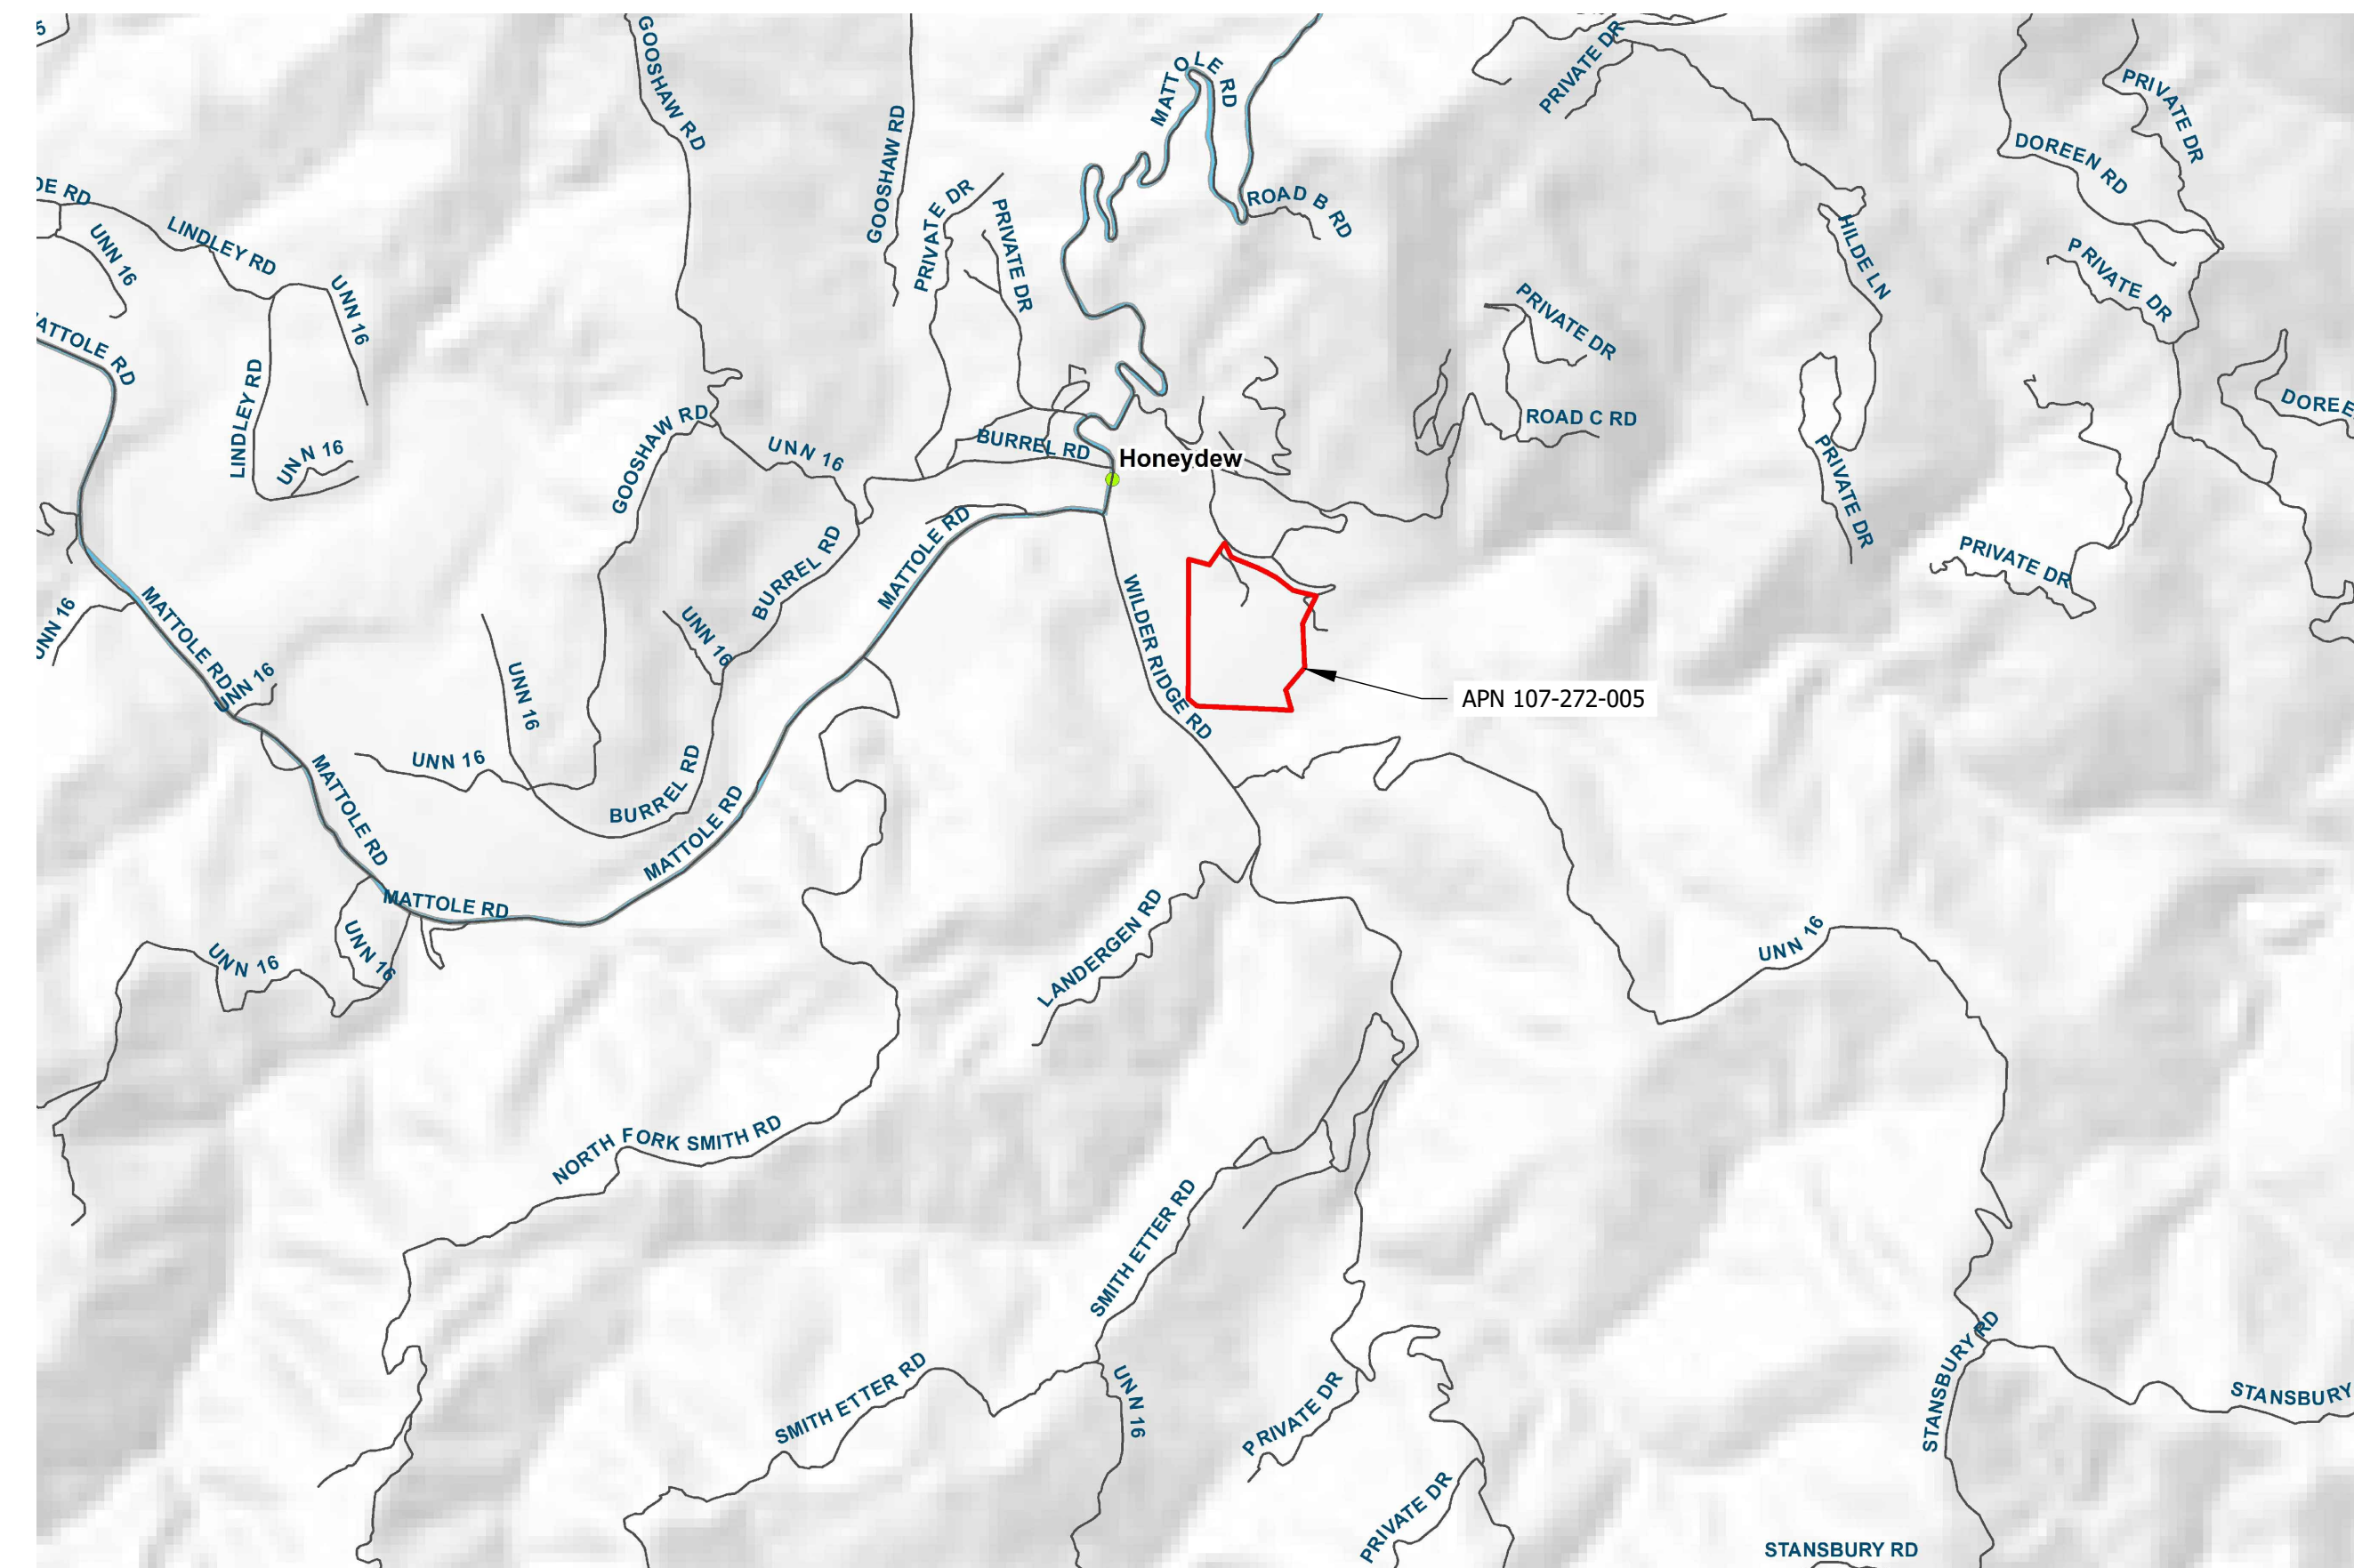 5
GOOSHAW RD
GOOSHAW RD
MATTOLE RD
PRIVATE DR
PRIVATE DR
DOREEN RD
DE RD
LINDLEY RD
UNN 16
UNN 16
PRIVATE DR
PRIVATE DR
ROAD B RD
HILDE LN
PRIVATE DR
PRIVATE DR
ATTOLE RD
LINDLEY RD
UNN 16
GOOSHAW RD
UNN 16
BURREL RD
Honeydew
ROAD C RD
DOREE
PRIVATE DR
PRIVATE DR
MATTOLE RD
BURREL RD
UNN 16
MATTOLE RD
UNN 16
UNN 16
UNN 16
WILDER RIDGE RD
APN 107-272-005
UNN 16
BURREL RD
MATTOLE RD
MATTOLE RD
MATTOLE RD
UNN 16
UNN 16
LANDERGEN RD
UNN 16
NORTH FORK SMITH RD
SMITH ETTER RD
SMITH ETTER RD
UNN 16
PRIVATE DR
PRIVATE DR
STANSBURY RD
STANSBURY
STANSBURY RD